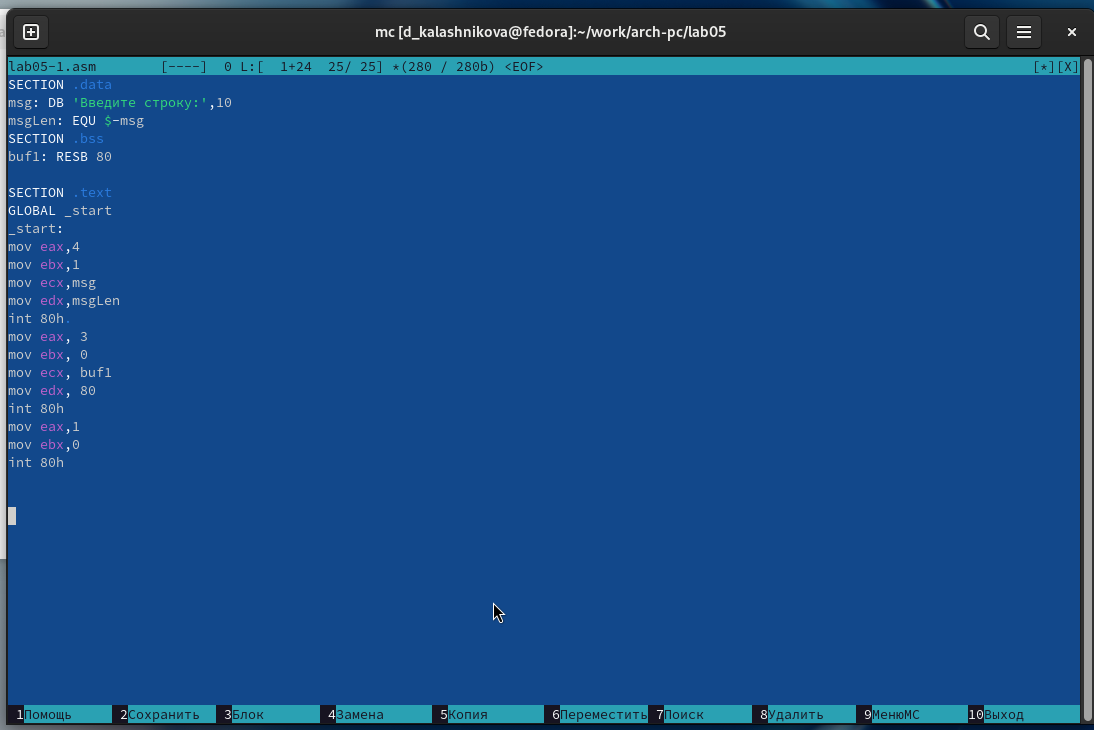 mc [d_kalashnikova@fedora]:~/work/arch-pc/lab05
lab05-1.asm [----] 0 L:[ 1+24 25/ 25] *(280 / 280b) <EOF> [*][X]
SECTION .data
msg: DB 'Введите строку:',10
msgLen: EQU $-msg
SECTION .bss
buf1: RESB 80
SECTION .text
GLOBAL _start
_start:
mov eax,4
mov ebx,1
mov ecx,msg
mov edx,msgLen
int 80h.
mov eax, 3
mov ebx, 0
mov ecx, buf1
mov edx, 80
int 80h
mov eax,1
mov ebx,0
int 80h
1Помощь 2Сохранить 3Блок 4Замена 5Копия 6Переместить 7Поиск 8Удалить 9МенюMC 10Выход